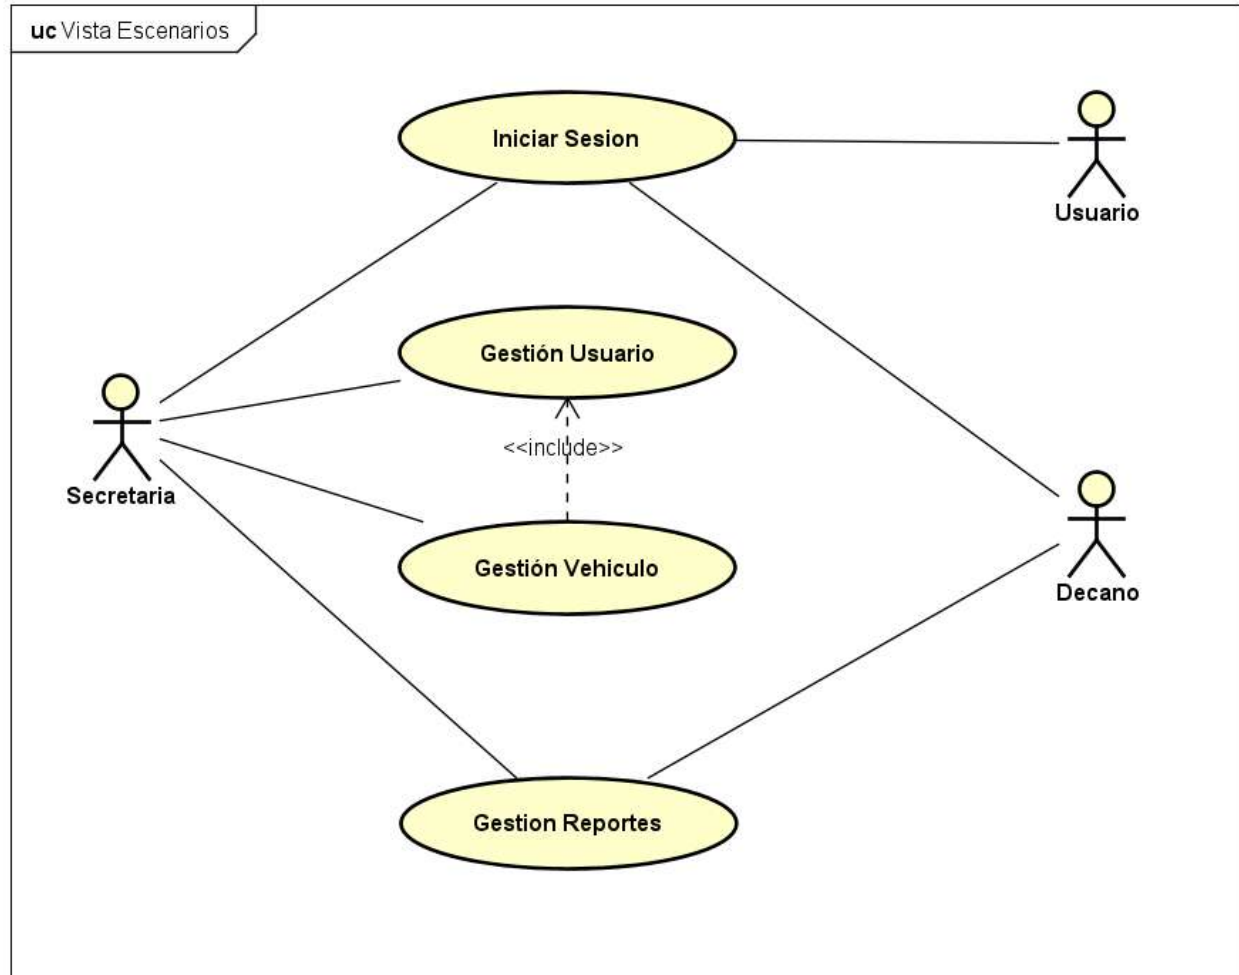 uc Vista Escenarios
Iniciar Sesion
Usuario
Gestión Usuario
<<include>>
Secretaria
Gestión Vehiculo
Decano
Gestion Reportes